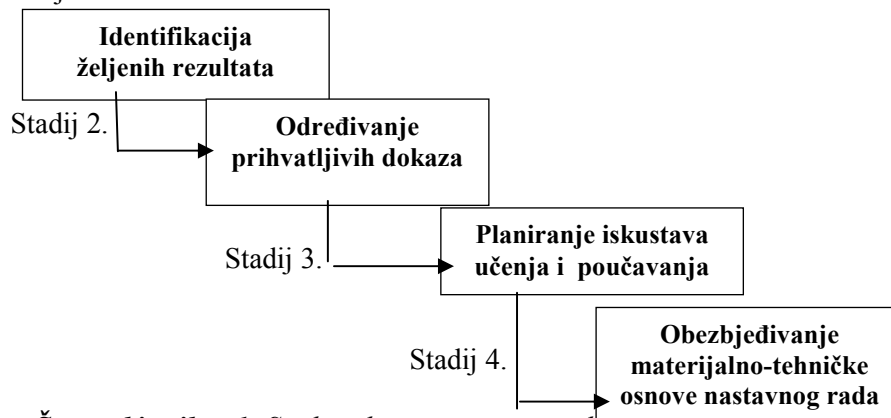 Identifikacija
željenih rezultata
Stadij 2.
Određivanje
prihvatljivih dokaza
Stadij 3.
Planiranje iskustava
učenja i poučavanja
Stadij 4.
Obezbjeđivanje
materijalno-tehničke
osnove nastavnog rada